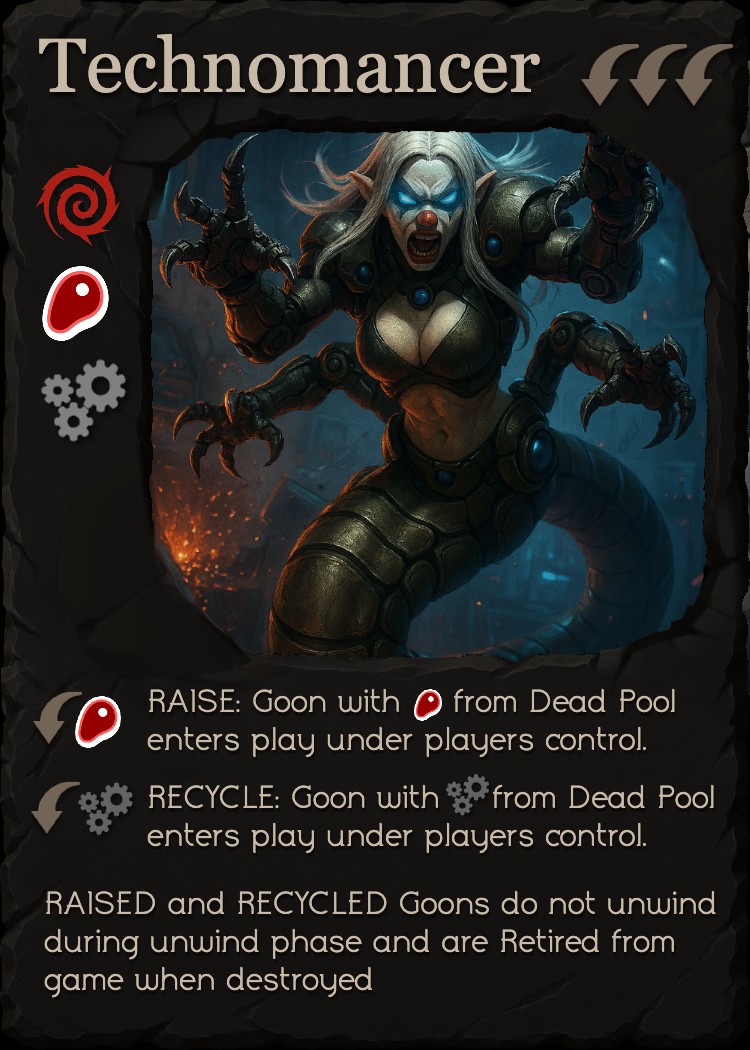 Technomancer
RAISE: Goon with from Dead Pool
enters play under players control.
RECYCLE: Goon with from Dead Pool
enters play under players control.
RAISED and RECYCLED Goons do not unwind
during unwind phase and are Retired from
game when destroyed